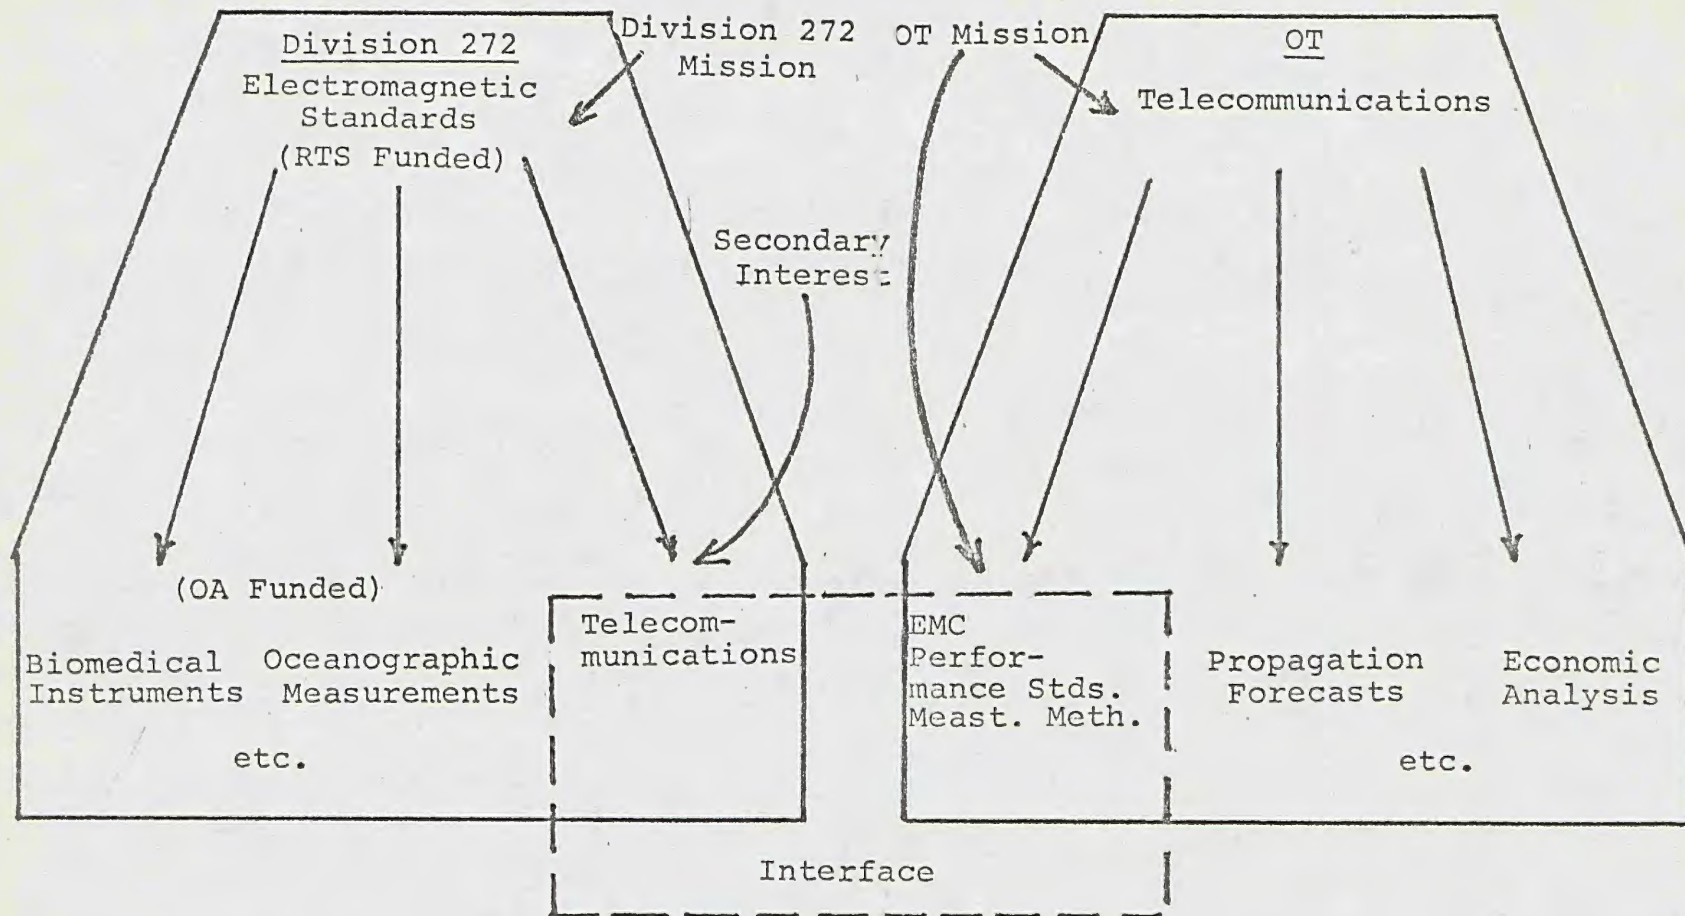 Division 272
Electromagnetic
Standards
(RTS Funded)
Division 272
Mission
OT Mission
OT
Telecommunications
Secondary
Interest
(OA Funded)
Biomedical
Instruments
Oceanographic
Measurements
etc.
Telecom-
munications
EMC
Perfor-
mance Stds.
Meast. Meth.
Propagation
Forecasts
Economic
Analysis
etc.
Interface